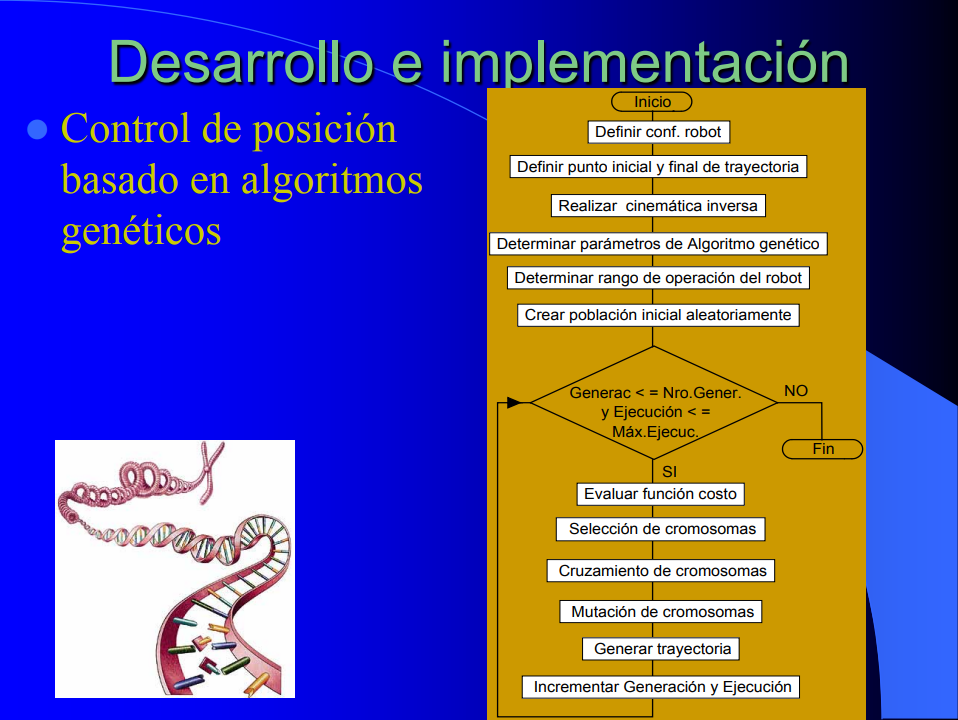 Desarrollo e implementación
Control de posición
basado en algoritmos
genéticos
Inicio
Definir conf. robot
Definir punto inicial y final de trayectoria
Realizar cinemática inversa
Determinar parámetros de Algoritmo genético
Determinar rango de operación del robot
Crear población inicial aleatoriamente
Generac < = Nro.Gener.
y Ejecución < =
Máx.Ejecuc.
NO
Fin
SI
Evaluar función costo
Selección de cromosomas
Cruzamiento de cromosomas
Mutación de cromosomas
Generar trayectoria
Incrementar Generación y Ejecución